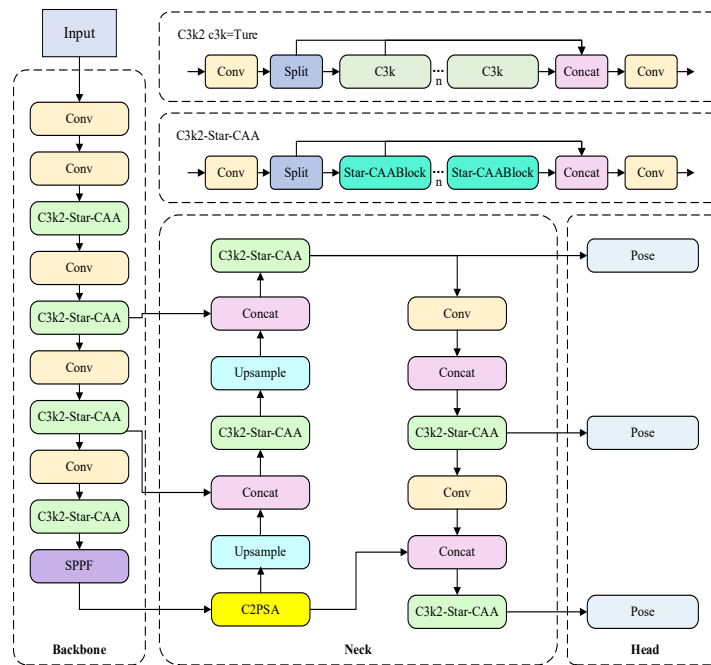 Input
Conv
Conv
C3k2-Star-CAA
Conv
C3k2-Star-CAA
Conv
C3k2-Star-CAA
Conv
C3k2-Star-CAA
SPPF
Backbone
C3k2 c3k=Ture
Conv
Split
C3k
...
n
C3k
Concat
Conv
C3k2-Star-CAA
Conv
Split
Star-CAABlock
...
n
Star-CAABlock
Concat
Conv
C3k2-Star-CAA
Concat
Upsample
C3k2-Star-CAA
Concat
Upsample
C2PSA
Conv
Concat
C3k2-Star-CAA
Conv
Concat
C3k2-Star-CAA
Neck
Pose
Pose
Pose
Head